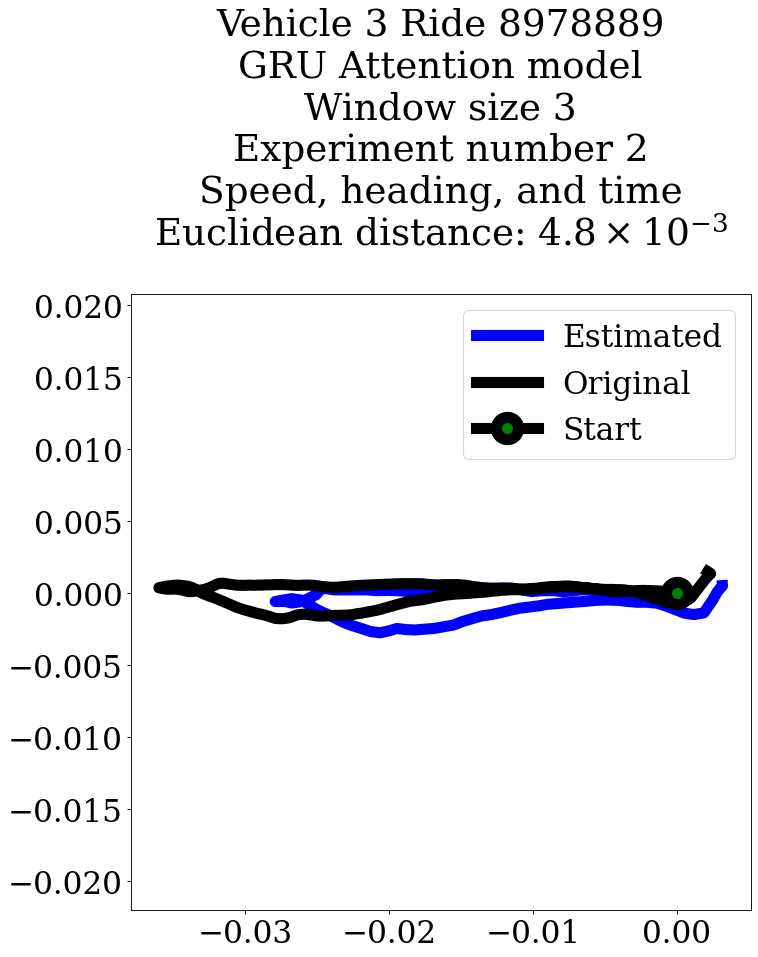 Vehicle 3 Ride 8978889
GRU Attention model
Window size 3
Experiment number 2
Speed, heading, and time
Euclidean distance: 4.8 × 10⁻³
Estimated
Original
Start
0.020
0.015
0.010
0.005
0.000
−0.005
−0.010
−0.015
−0.020
−0.03 −0.02 −0.01 0.00